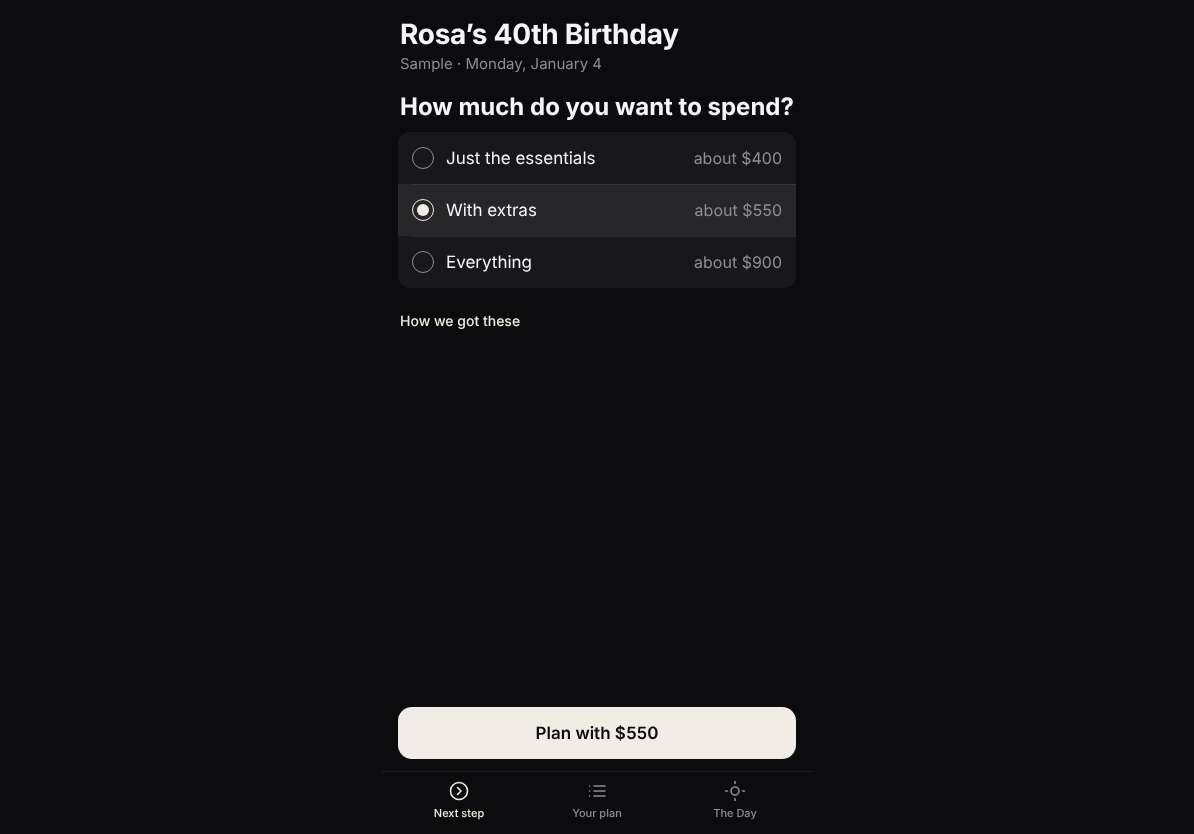 Rosa’s 40th Birthday
Sample · Monday, January 4
How much do you want to spend?
Just the essentials about $400
With extras about $550
Everything about $900
How we got these
Plan with $550
Next step Your plan The Day